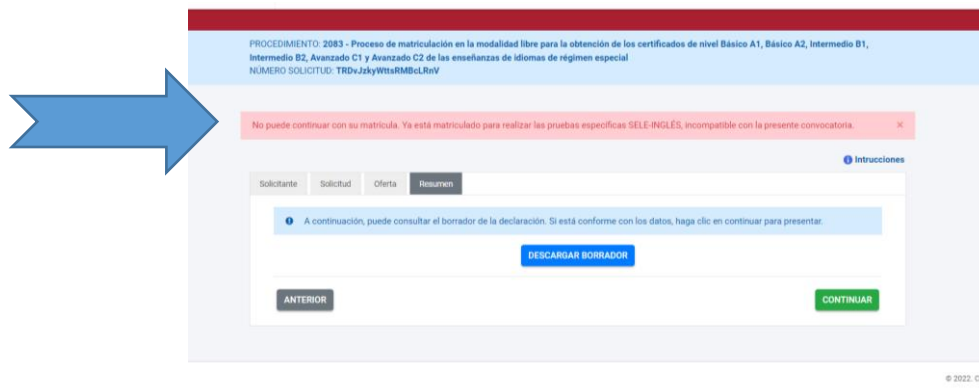 PROCEDIMIENTO: 2083 - Proceso de matriculación en la modalidad libre para la obtención de los certificados de nivel Básico A1, Básico A2, Intermedio B1,
Intermedio B2, Avanzado C1 y Avanzado C2 de las enseñanzas de idiomas de régimen especial
NÚMERO SOLICITUD: TRDvJzkyWttsRMBcLRnV
No puede continuar con su matrícula. Ya está matriculado para realizar las pruebas específicas SELE-INGLÉS, incompatible con la presente convocatoria. ×
Intrucciones
Solicitante Solicitud Oferta Resumen
A continuación, puede consultar el borrador de la declaración. Si está conforme con los datos, haga clic en continuar para presentar.
DESCARGAR BORRADOR
ANTERIOR CONTINUAR
© 2022. C